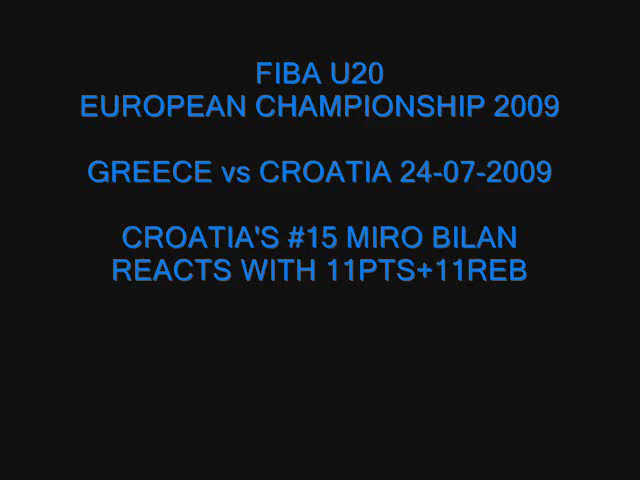 FIBA U20
EUROPEAN CHAMPIONSHIP 2009
GREECE vs CROATIA 24-07-2009
CROATIA'S #15 MIRO BILAN
REACTS WITH 11PTS+11REB